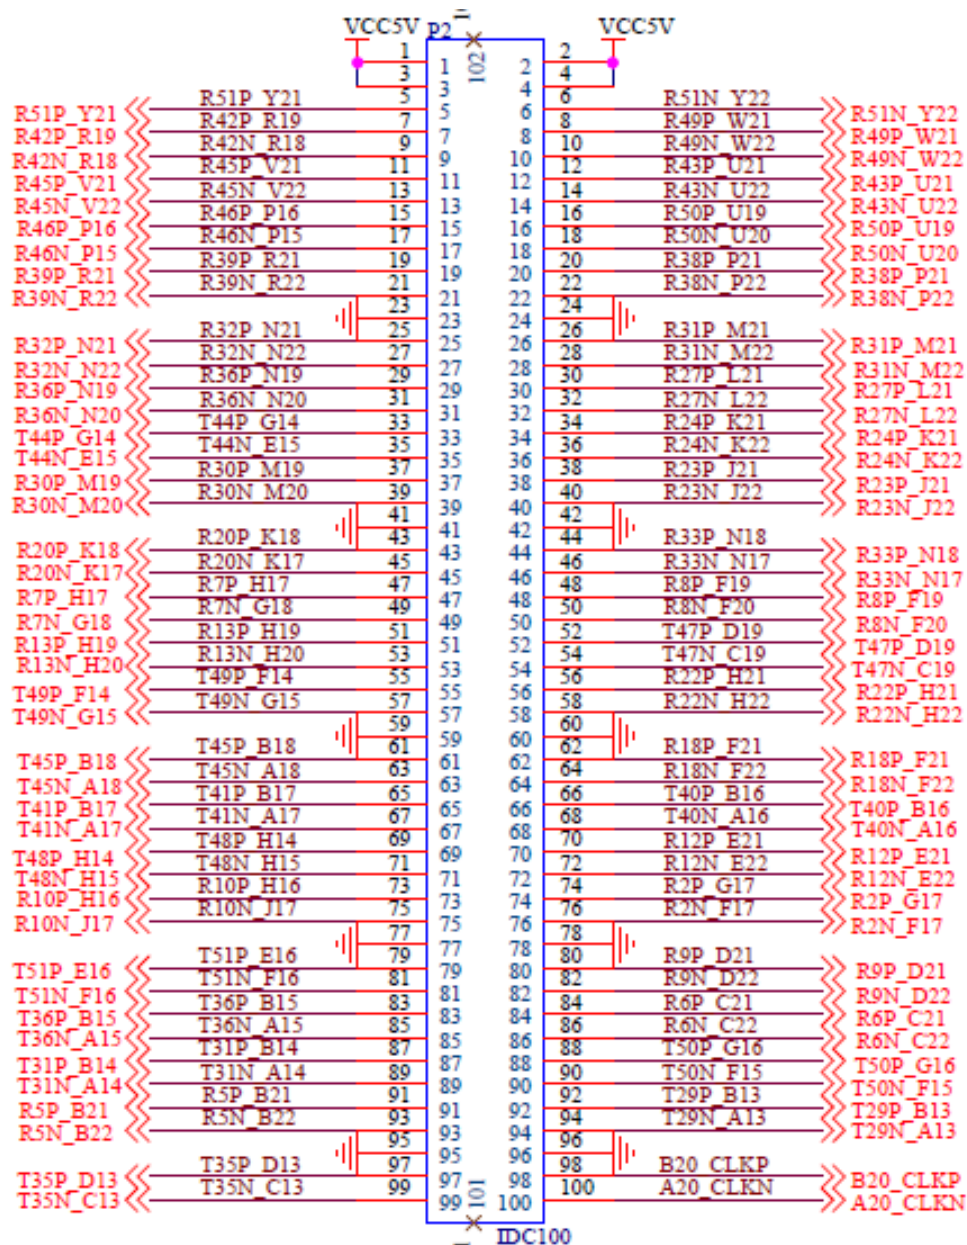 VCC5V P2 VCC5V
102
1 1 2 2
3 3 4 4
R51P_Y21 R51P_Y21 5 5 6 6 R51N_Y22 R51N_Y22
R42P_R19 R42P_R19 7 7 8 8 R49P_W21 R49P_W21
R42N_R18 R42N_R18 9 9 10 10 R49N_W22 R49N_W22
R45P_V21 R45P_V21 11 11 12 12 R43P_U21 R43P_U21
R45N_V22 R45N_V22 13 13 14 14 R43N_U22 R43N_U22
R46P_P16 R46P_P16 15 15 16 16 R50P_U19 R50P_U19
R46N_P15 R46N_P15 17 17 18 18 R50N_U20 R50N_U20
R39P_R21 R39P_R21 19 19 20 20 R38P_P21 R38P_P21
R39N_R22 R39N_R22 21 21 22 22 R38N_P22 R38N_P22
23 23 24 24
R32P_N21 R32P_N21 25 25 26 26 R31P_M21 R31P_M21
R32N_N22 R32N_N22 27 27 28 28 R31N_M22 R31N_M22
R36P_N19 R36P_N19 29 29 30 30 R27P_L21 R27P_L21
R36N_N20 R36N_N20 31 31 32 32 R27N_L22 R27N_L22
T44P_G14 T44P_G14 33 33 34 34 R24P_K21 R24P_K21
T44N_E15 T44N_E15 35 35 36 36 R24N_K22 R24N_K22
R30P_M19 R30P_M19 37 37 38 38 R23P_J21 R23P_J21
R30N_M20 R30N_M20 39 39 40 40 R23N_J22 R23N_J22
41 41 42 42
R20P_K18 R20P_K18 43 43 44 44 R33P_N18 R33P_N18
R20N_K17 R20N_K17 45 45 46 46 R33N_N17 R33N_N17
R7P_H17 R7P_H17 47 47 48 48 R8P_F19 R8P_F19
R7N_G18 R7N_G18 49 49 50 50 R8N_F20 R8N_F20
R13P_H19 R13P_H19 51 51 52 52 T47P_D19 T47P_D19
R13N_H20 R13N_H20 53 53 54 54 T47N_C19 T47N_C19
T49P_F14 T49P_F14 55 55 56 56 R22P_H21 R22P_H21
T49N_G15 T49N_G15 57 57 58 58 R22N_H22 R22N_H22
59 59 60 60
T45P_B18 T45P_B18 61 61 62 62 R18P_F21 R18P_F21
T45N_A18 T45N_A18 63 63 64 64 R18N_F22 R18N_F22
T41P_B17 T41P_B17 65 65 66 66 T40P_B16 T40P_B16
T41N_A17 T41N_A17 67 67 68 68 T40N_A16 T40N_A16
T48P_H14 T48P_H14 69 69 70 70 R12P_E21 R12P_E21
T48N_H15 T48N_H15 71 71 72 72 R12N_E22 R12N_E22
R10P_H16 R10P_H16 73 73 74 74 R2P_G17 R2P_G17
R10N_J17 R10N_J17 75 75 76 76 R2N_F17 R2N_F17
77 77 78 78
T51P_E16 T51P_E16 79 79 80 80 R9P_D21 R9P_D21
T51N_F16 T51N_F16 81 81 82 82 R9N_D22 R9N_D22
T36P_B15 T36P_B15 83 83 84 84 R6P_C21 R6P_C21
T36N_A15 T36N_A15 85 85 86 86 R6N_C22 R6N_C22
T31P_B14 T31P_B14 87 87 88 88 T50P_G16 T50P_G16
T31N_A14 T31N_A14 89 89 90 90 T50N_F15 T50N_F15
R5P_B21 R5P_B21 91 91 92 92 T29P_B13 T29P_B13
R5N_B22 R5N_B22 93 93 94 94 T29N_A13 T29N_A13
95 95 96 96
T35P_D13 T35P_D13 97 97 98 98 B20_CLKP B20_CLKP
T35N_C13 T35N_C13 99 99 100 100 A20_CLKN A20_CLKN
101
IDC100